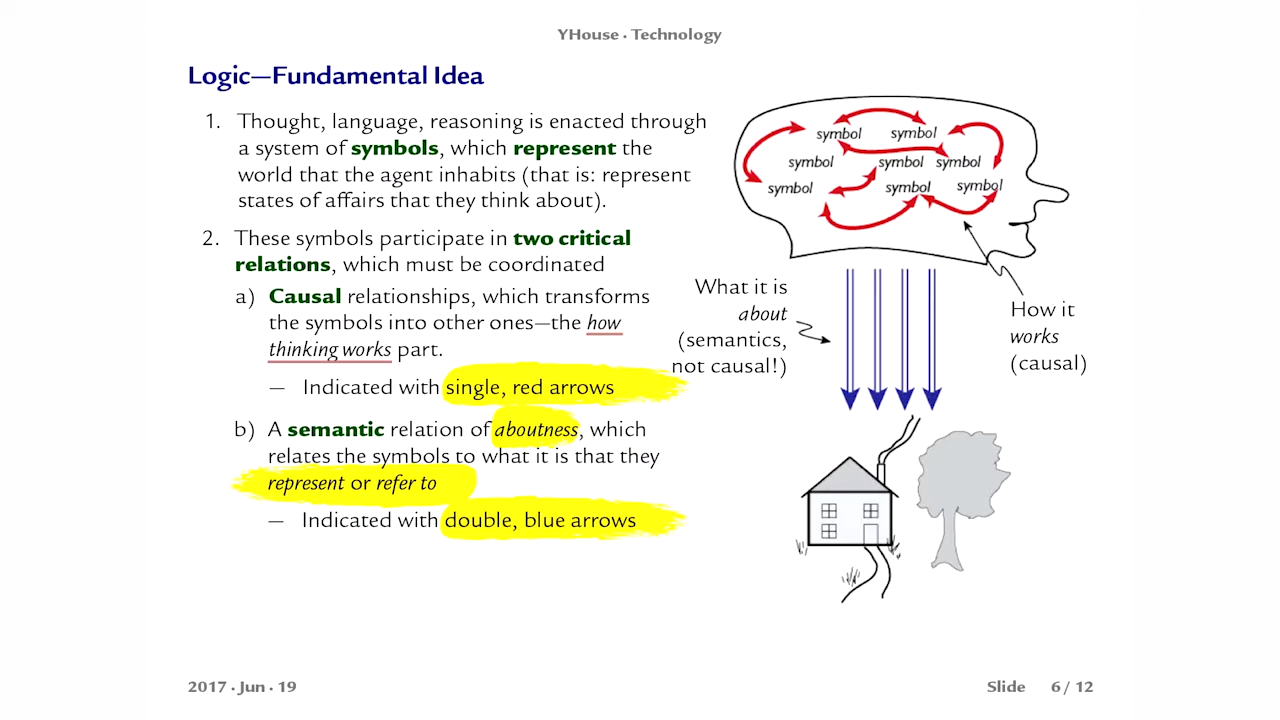 YHouse · Technology
Logic—Fundamental Idea
1. Thought, language, reasoning is enacted through
a system of symbols, which represent the
world that the agent inhabits (that is: represent
states of affairs that they think about).
2. These symbols participate in two critical
relations, which must be coordinated
a) Causal relationships, which transforms
the symbols into other ones—the how
thinking works part.
— Indicated with single, red arrows
b) A semantic relation of aboutness, which
relates the symbols to what it is that they
represent or refer to
— Indicated with double, blue arrows
symbol symbol
symbol symbol symbol
symbol symbol symbol
What it is
about
(semantics,
not causal!)
How it
works
(causal)
2017 · Jun · 19
Slide 6 / 12